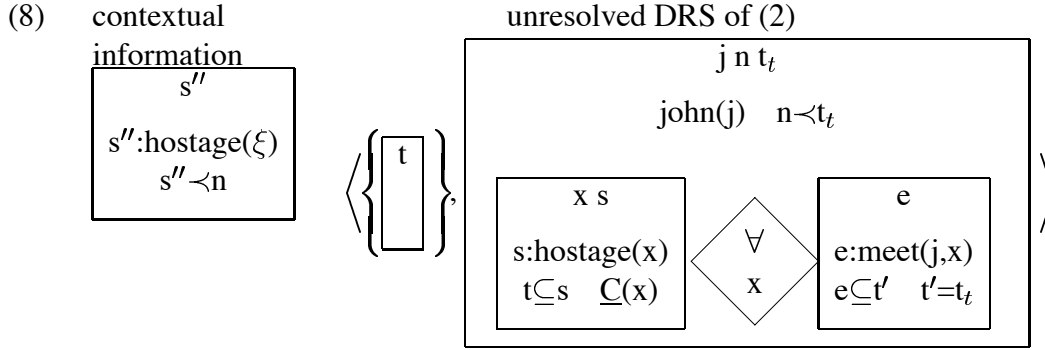 (8) contextual information unresolved DRS of (2)
s′′
s′′:hostage(ξ)
s′′≺n
⟨{ t },
j n t_t
john(j) n≺t_t
x s
s:hostage(x)
t⊆s C(x)
∀
x
e
e:meet(j,x)
e⊆t′ t′=t_t
⟩